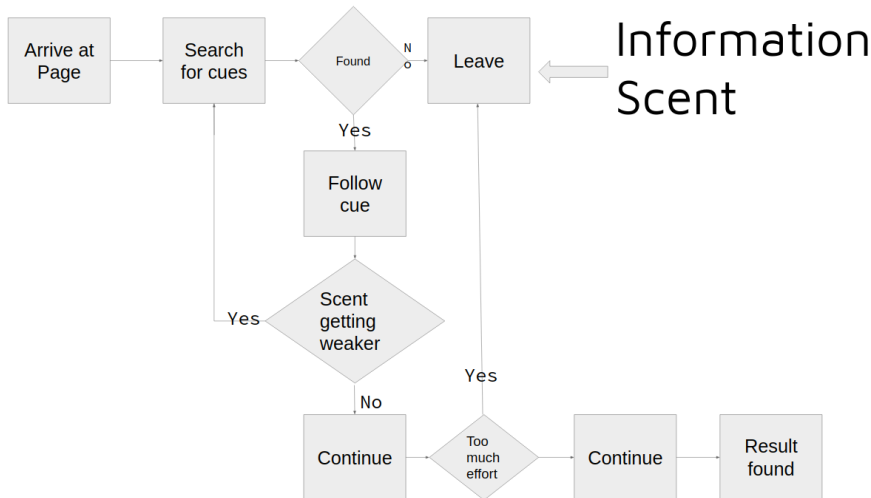 Information
Scent
Arrive at
Page
Search
for cues
Found
N
o
Leave
Yes
Follow
cue
Scent
getting
weaker
Yes
No
Continue
Too
much
effort
Yes
Continue
Result
found